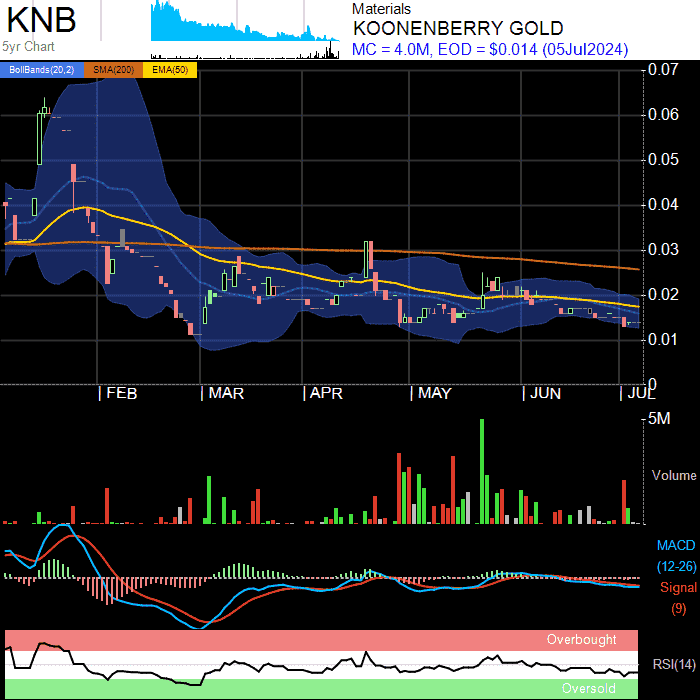 KNB
5yr Chart
Materials
KOONENBERRY GOLD
MC = 4.0M, EOD = $0.014 (05Jul2024)
BollBands(20,2) SMA(200) EMA(50)
0.07
0.06
0.05
0.04
0.03
0.02
0.01
0
FEB MAR APR MAY JUN JUL
5M
Volume
MACD
(12-26)
Signal
(9)
Overbought
RSI(14)
Oversold